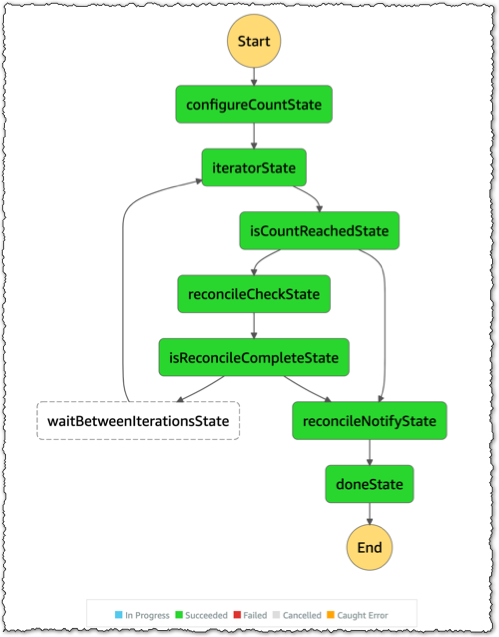 Start
configureCountState
iteratorState
isCountReachedState
reconcileCheckState
isReconcileCompleteState
waitBetweenIterationsState
reconcileNotifyState
doneState
End
In Progress Succeeded Failed Cancelled Caught Error